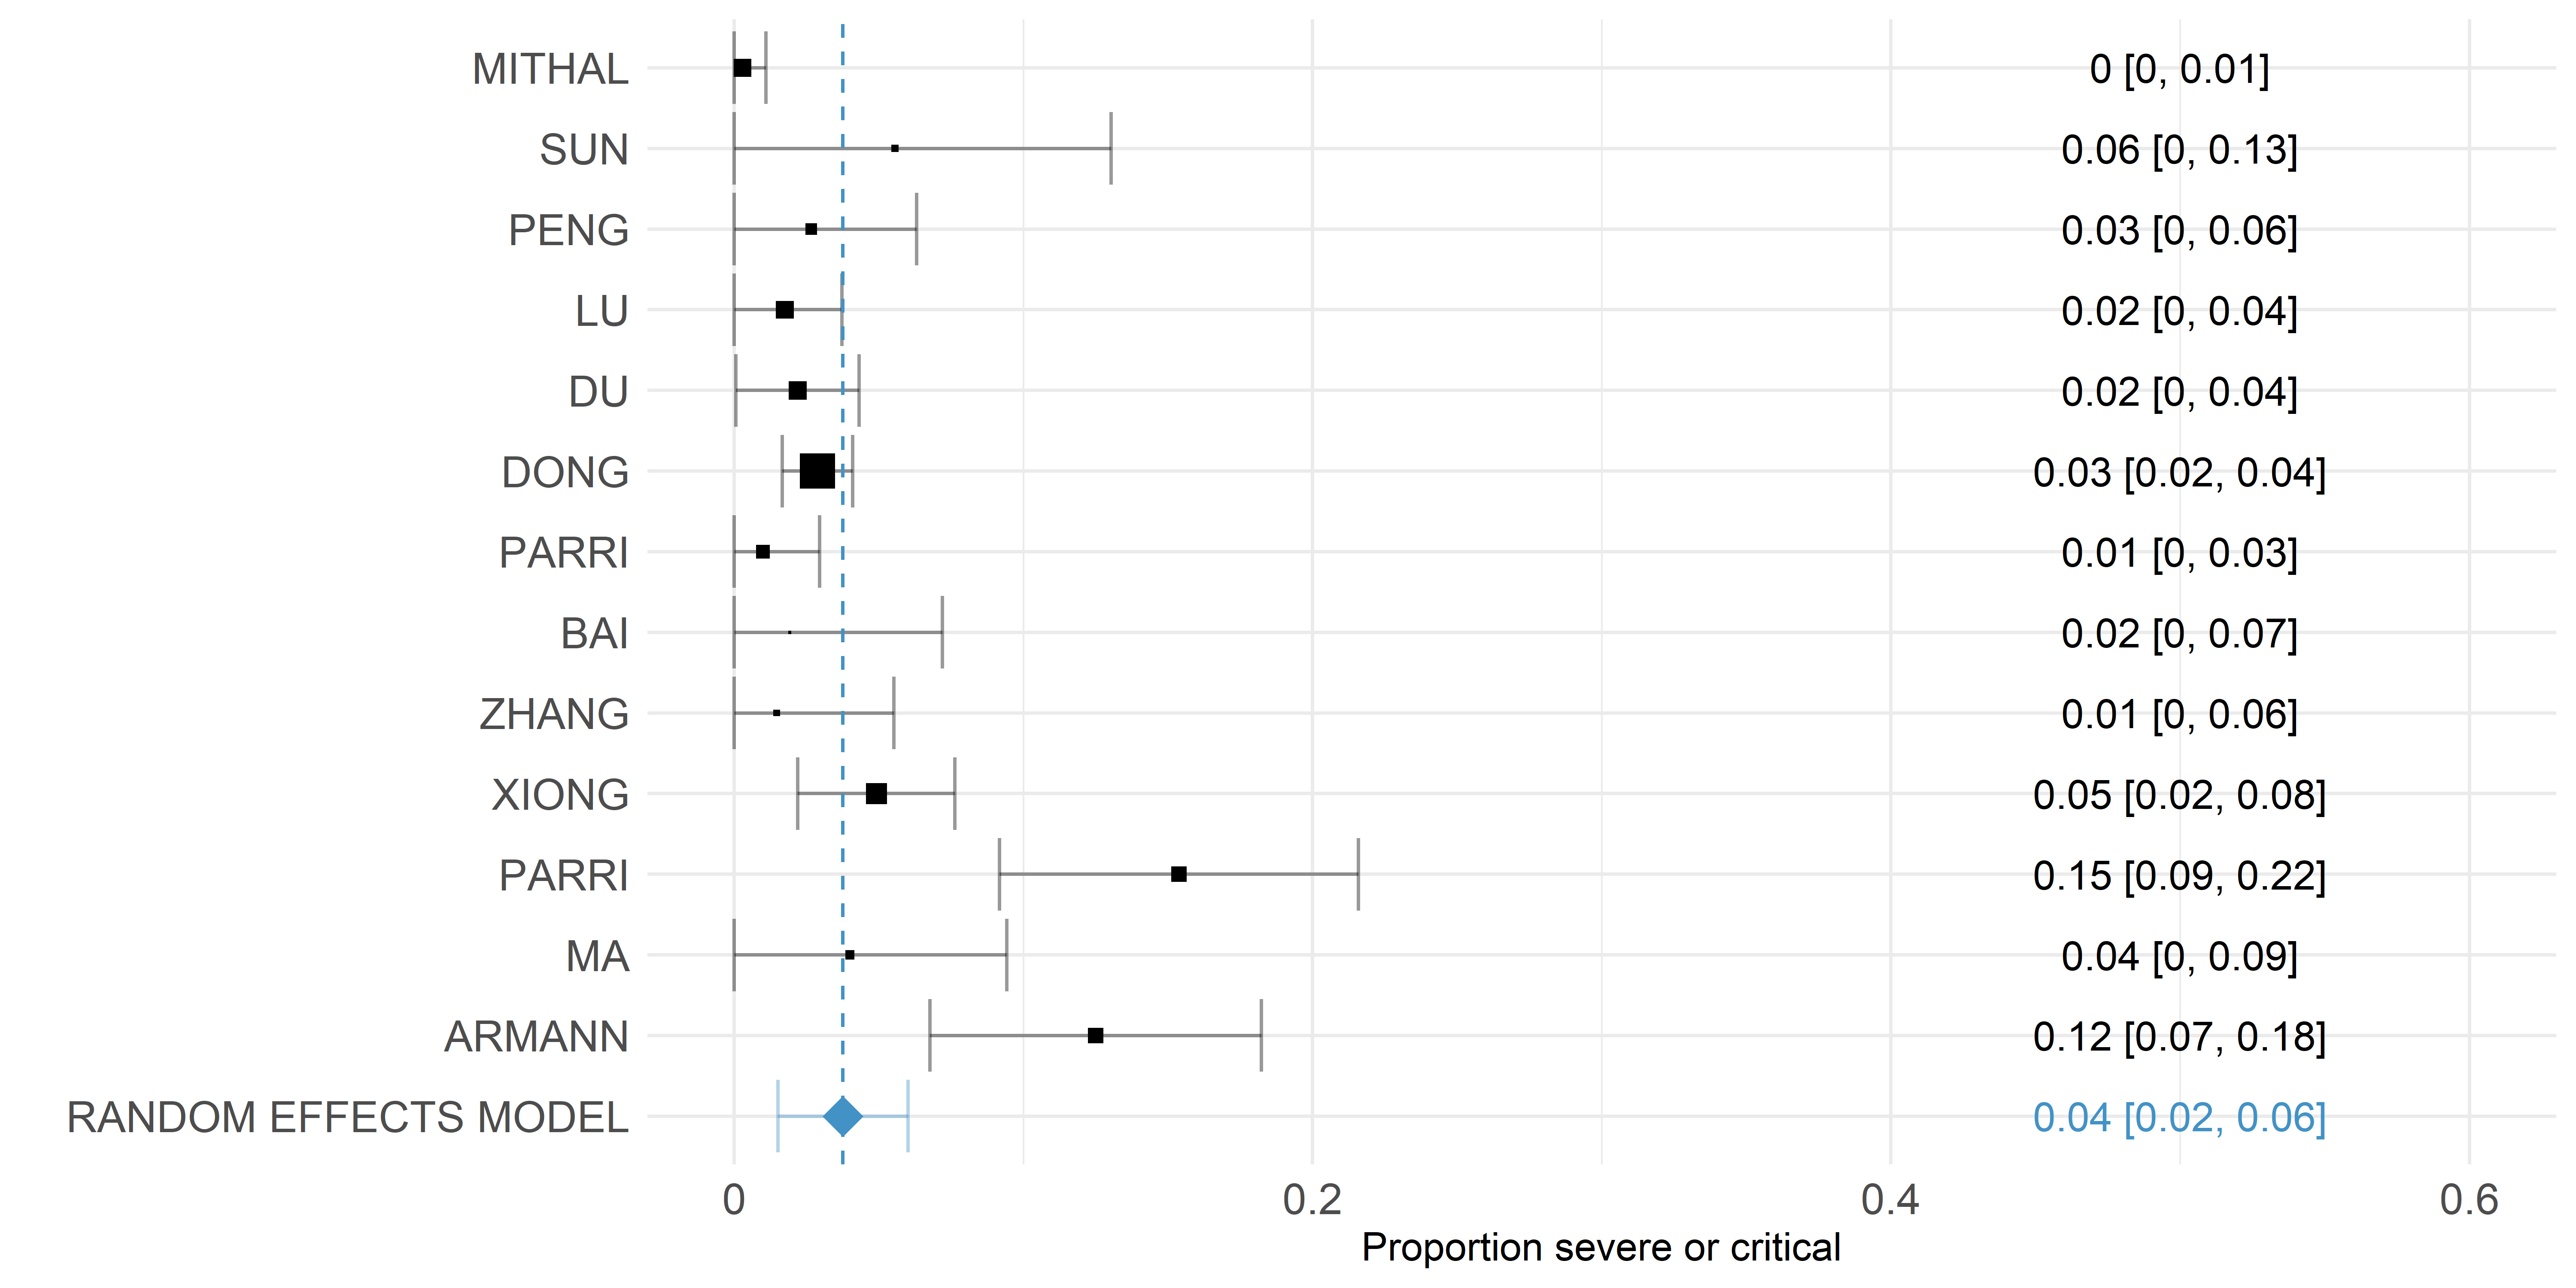 MITHAL 0 [0, 0.01]
SUN 0.06 [0, 0.13]
PENG 0.03 [0, 0.06]
LU 0.02 [0, 0.04]
DU 0.02 [0, 0.04]
DONG 0.03 [0.02, 0.04]
PARRI 0.01 [0, 0.03]
BAI 0.02 [0, 0.07]
ZHANG 0.01 [0, 0.06]
XIONG 0.05 [0.02, 0.08]
PARRI 0.15 [0.09, 0.22]
MA 0.04 [0, 0.09]
ARMANN 0.12 [0.07, 0.18]
RANDOM EFFECTS MODEL 0.04 [0.02, 0.06]
0 0.2 0.4 0.6
Proportion severe or critical